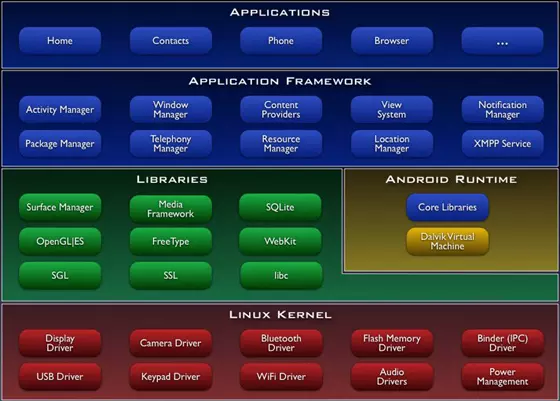 APPLICATIONS
Home
Contacts
Phone
Browser
...
APPLICATION FRAMEWORK
Activity Manager
Window
Manager
Content
Providers
View
System
Notification
Manager
Package Manager
Telephony
Manager
Resource
Manager
Location
Manager
XMPP Service
LIBRARIES
Surface Manager
Media
Framework
SQLite
OpenGL|ES
FreeType
WebKit
SGL
SSL
libc
ANDROID RUNTIME
Core Libraries
Dalvik Virtual
Machine
LINUX KERNEL
Display
Driver
Camera Driver
Bluetooth
Driver
Flash Memory
Driver
Binder (IPC)
Driver
USB Driver
Keypad Driver
WiFi Driver
Audio
Drivers
Power
Management